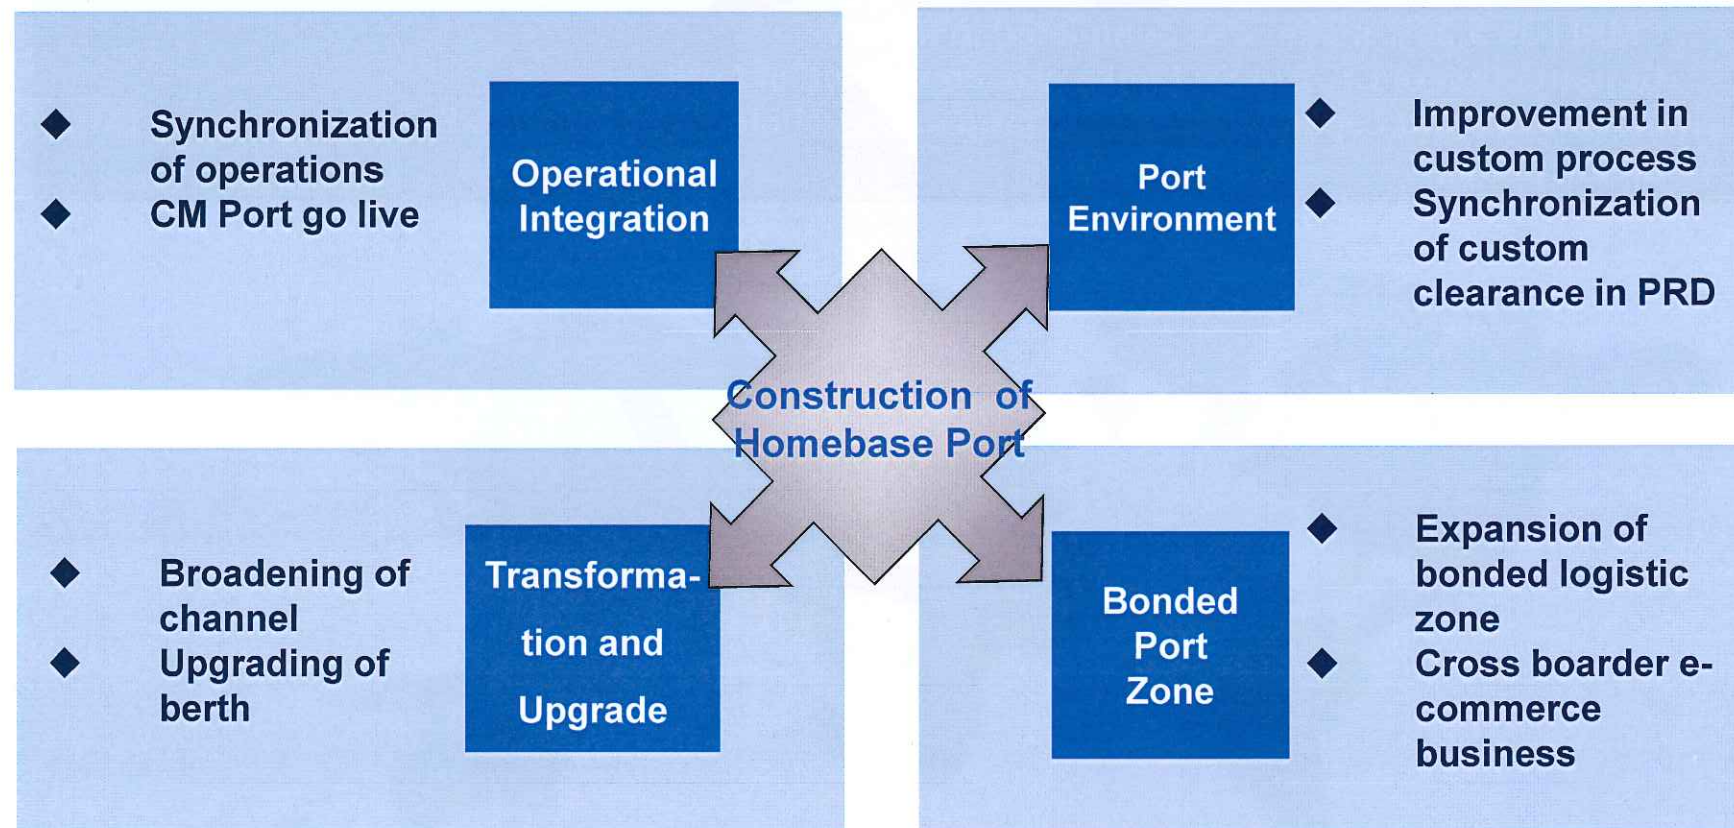 Synchronization
of operations
CM Port go live
Operational
Integration
Port
Environment
Improvement in
custom process
Synchronization
of custom
clearance in PRD
Construction of
Homebase Port
Broadening of
channel
Upgrading of
berth
Transforma-
tion and
Upgrade
Bonded
Port
Zone
Expansion of
bonded logistic
zone
Cross boarder e-
commerce
business